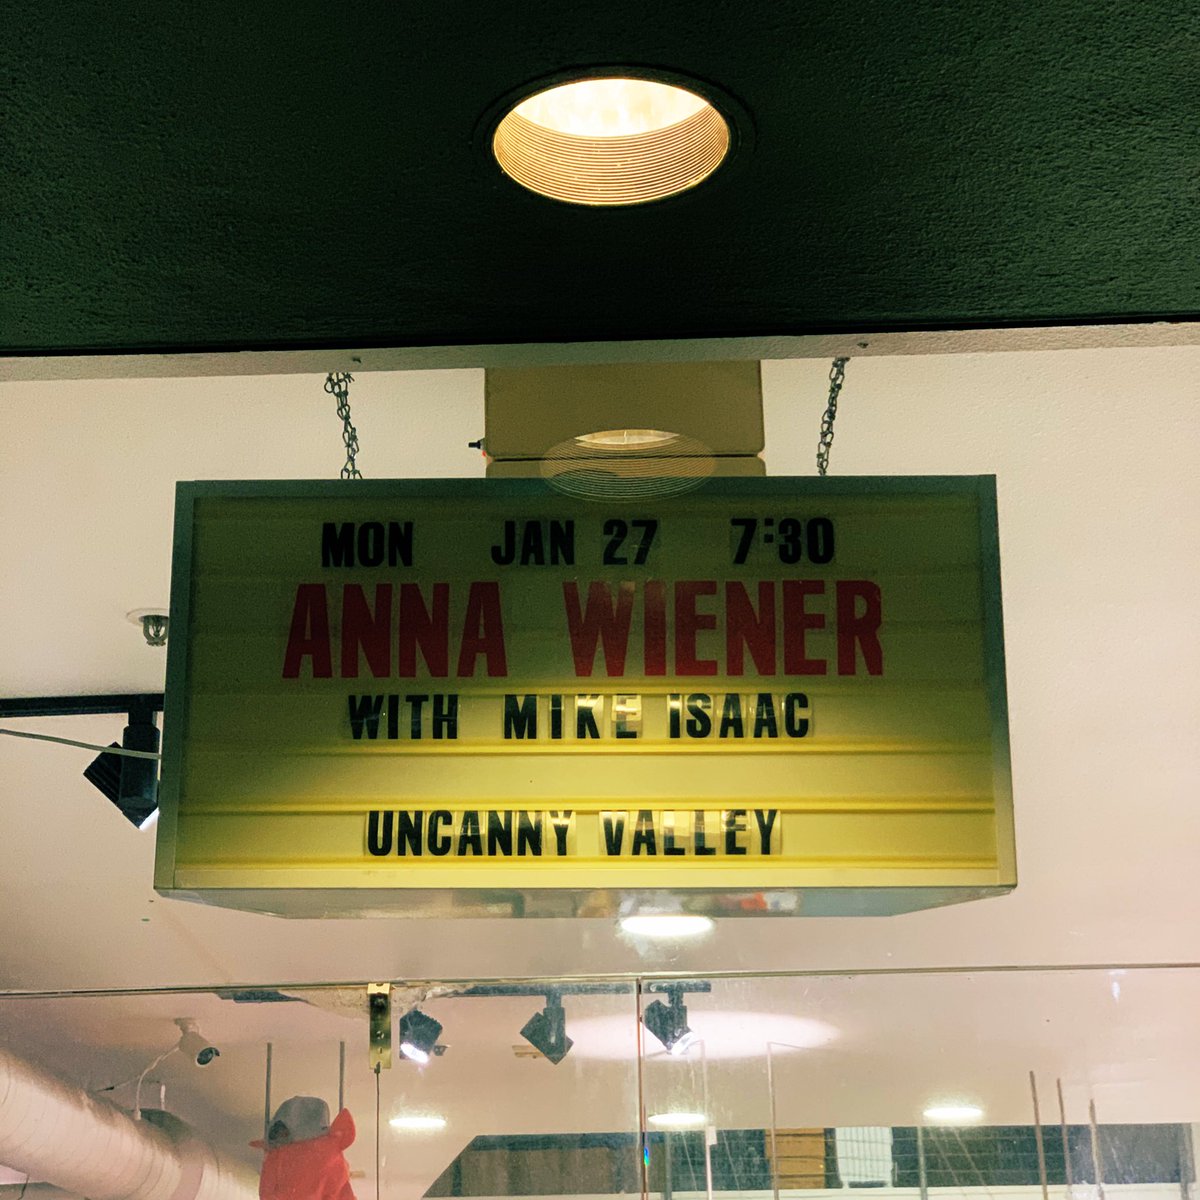 MON JAN 27 7:30
ANNA WIENER
WITH MIKE ISAAC
UNCANNY VALLEY